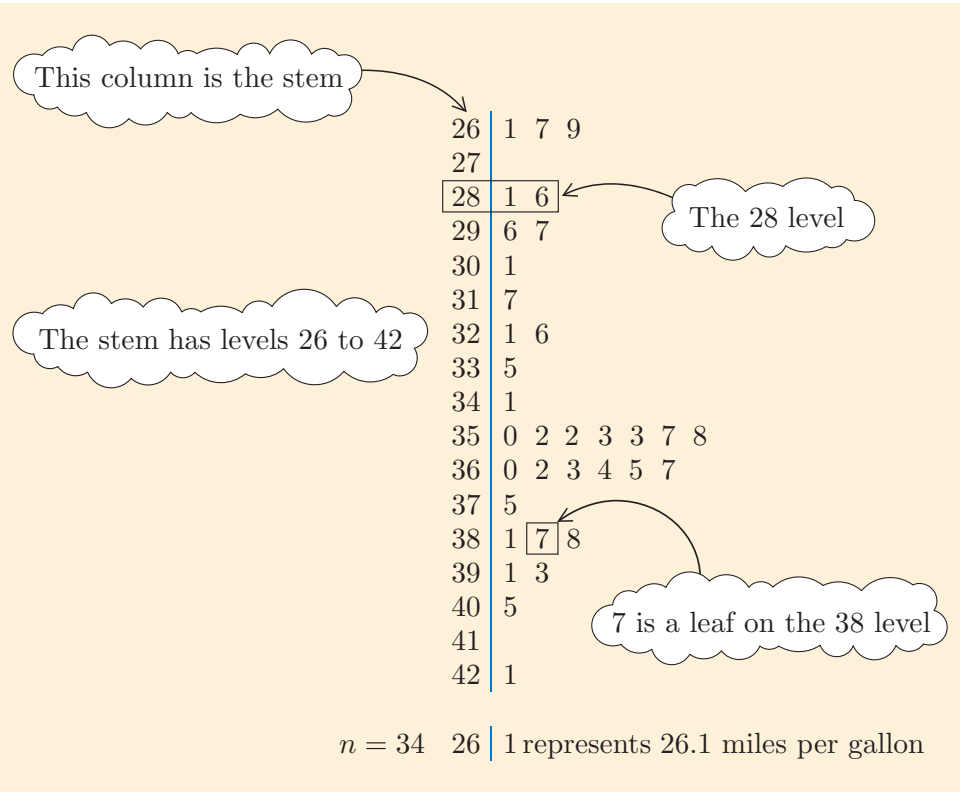 This column is the stem
26 1 7 9
27
28 1 6
The 28 level
29 6 7
30 1
31 7
32 1 6
The stem has levels 26 to 42
33 5
34 1
35 0 2 2 3 3 7 8
36 0 2 3 4 5 7
37 5
38 1 7 8
39 1 3
40 5
7 is a leaf on the 38 level
41
42 1
n = 34 26 | 1 represents 26.1 miles per gallon